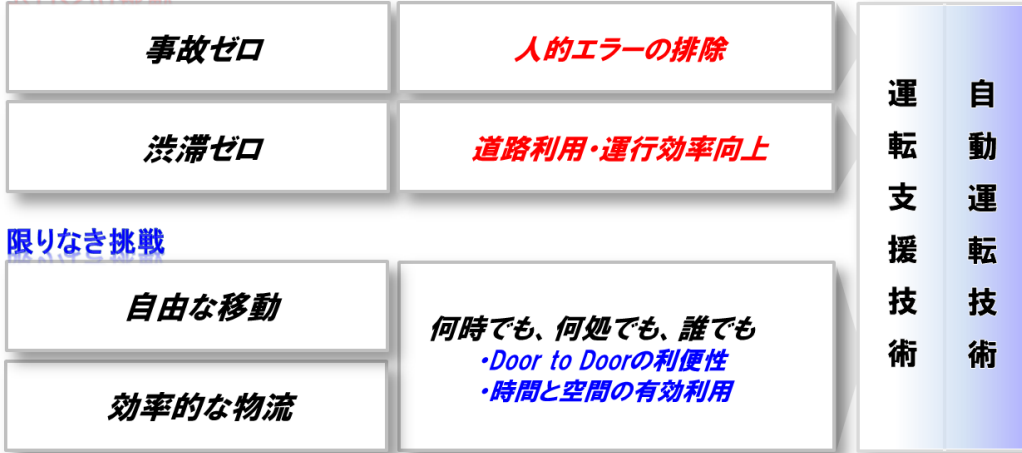 事故ゼロ
人的エラーの排除
渋滞ゼロ
道路利用・運行効率向上
限りなき挑戦
自由な移動
何時でも、何処でも、誰でも
・Door to Doorの利便性
・時間と空間の有効利用
効率的な物流
運転支援技術
自動運転技術